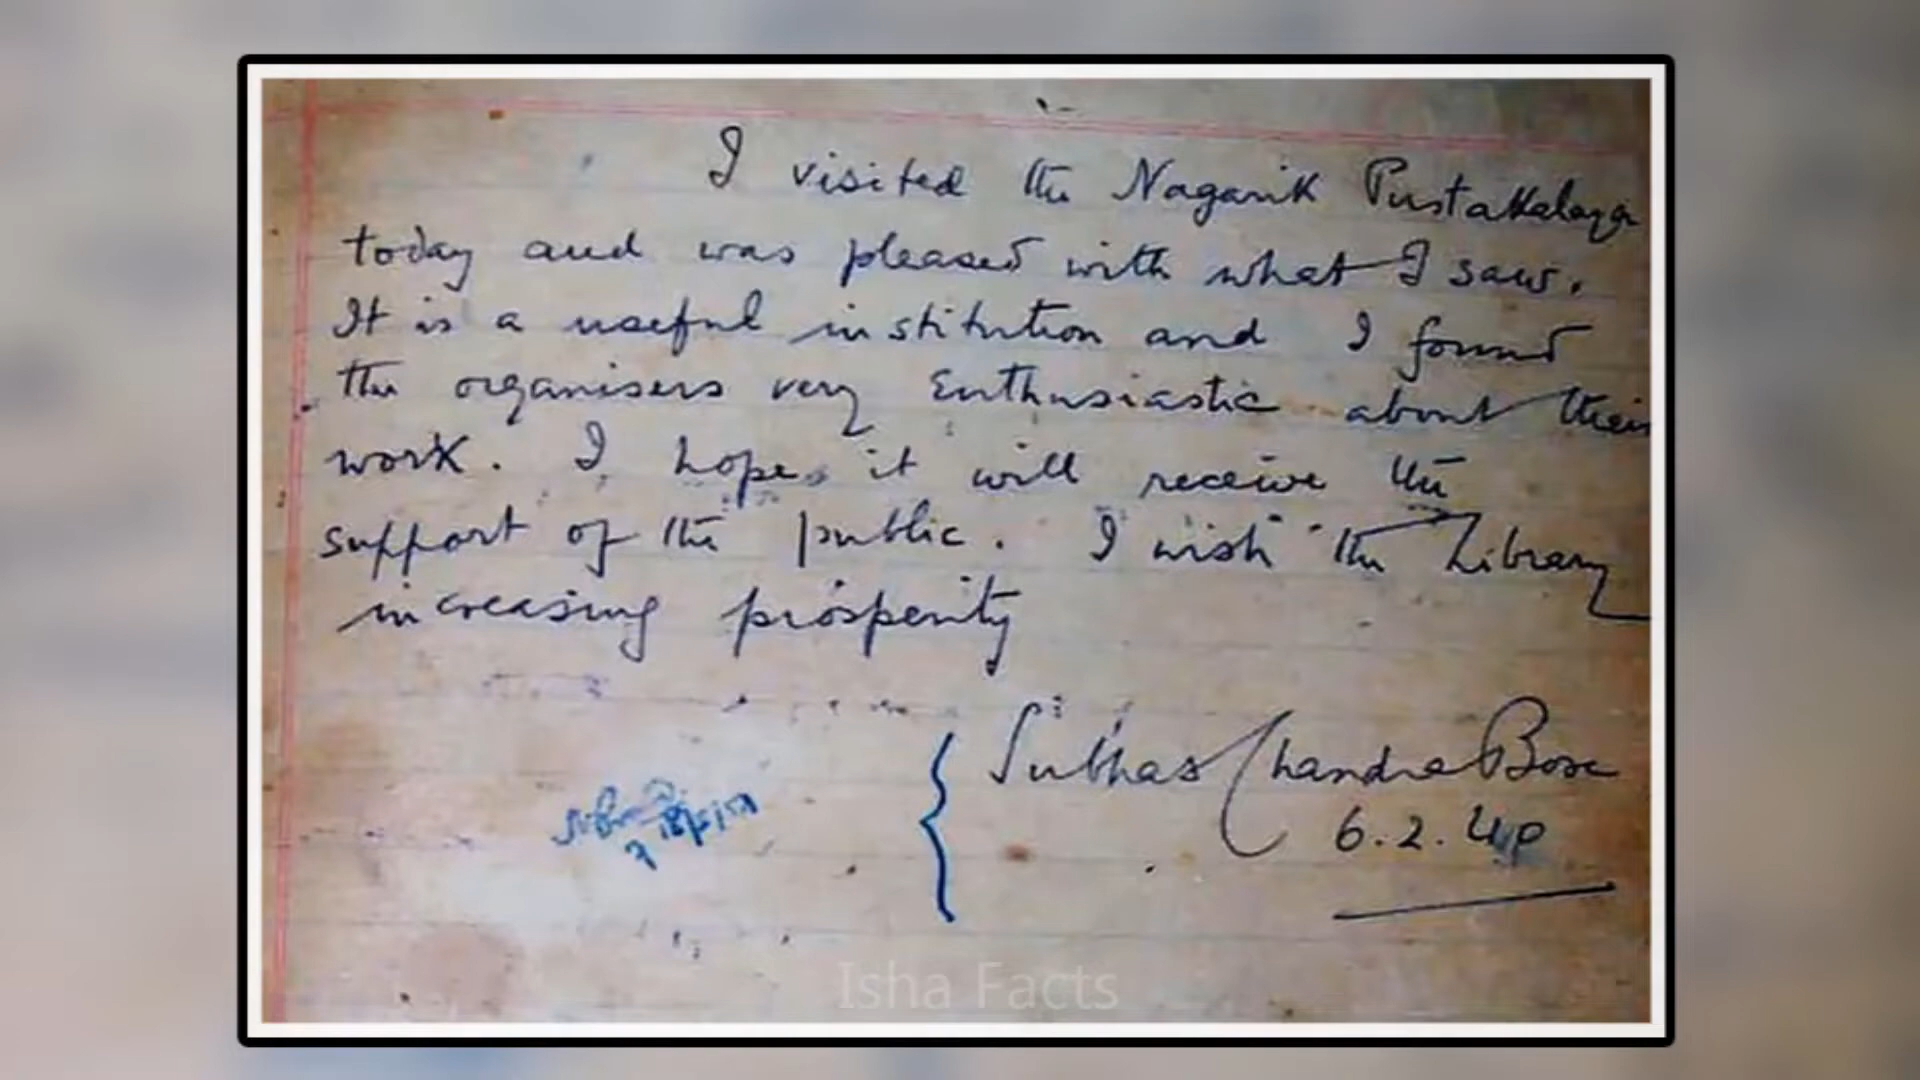 I visited the Nagarik Pustakalaya
today and was pleased with what I saw.
It is a useful institution and I found
the organisers very Enthusiastic about their
work. I hope it will receive the
support of the public. I wish the Library
increasing prosperity
Subhas Chandra Bose
6.2.40
Isha Facts